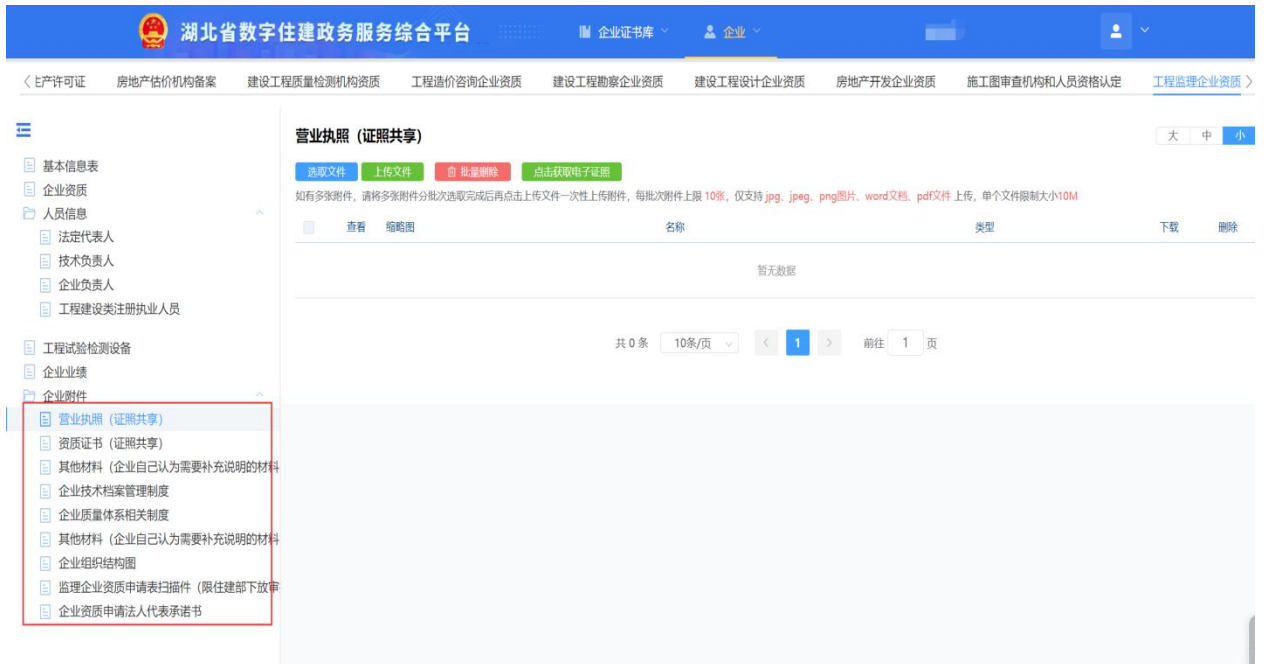 湖北省数字住建政务服务综合平台 企业证书库 企业
生产许可证 房地产估价机构备案 建设工程质量检测机构资质 工程造价咨询企业资质 建设工程勘察企业资质 建设工程设计企业资质 房地产开发企业资质 施工图审查机构和人员资格认定 工程监理企业资质
基本信息表
企业资质
人员信息
法定代表人
技术负责人
企业负责人
工程建设类注册执业人员
工程试验检测设备
企业业绩
企业附件
营业执照（证照共享）
资质证书（证照共享）
其他材料（企业自己认为需要补充说明的材料
企业技术档案管理制度
企业质量体系相关制度
其他材料（企业自己认为需要补充说明的材料
企业组织结构图
监理企业资质申请表扫描件（限住建部下放审
企业资质申请法人代表承诺书
营业执照（证照共享） 大 中 小
选取文件 上传文件 批量删除 点击获取电子证照
如有多张附件，请将多张附件分批次选取完成后再点击上传文件一次性上传附件，每批次附件上限 10张，仅支持 jpg、jpeg、png图片、word文档、pdf文件 上传，单个文件限制大小10M
查看 缩略图 名称 类型 下载 删除
暂无数据
共 0 条 10条/页 1 前往 1 页